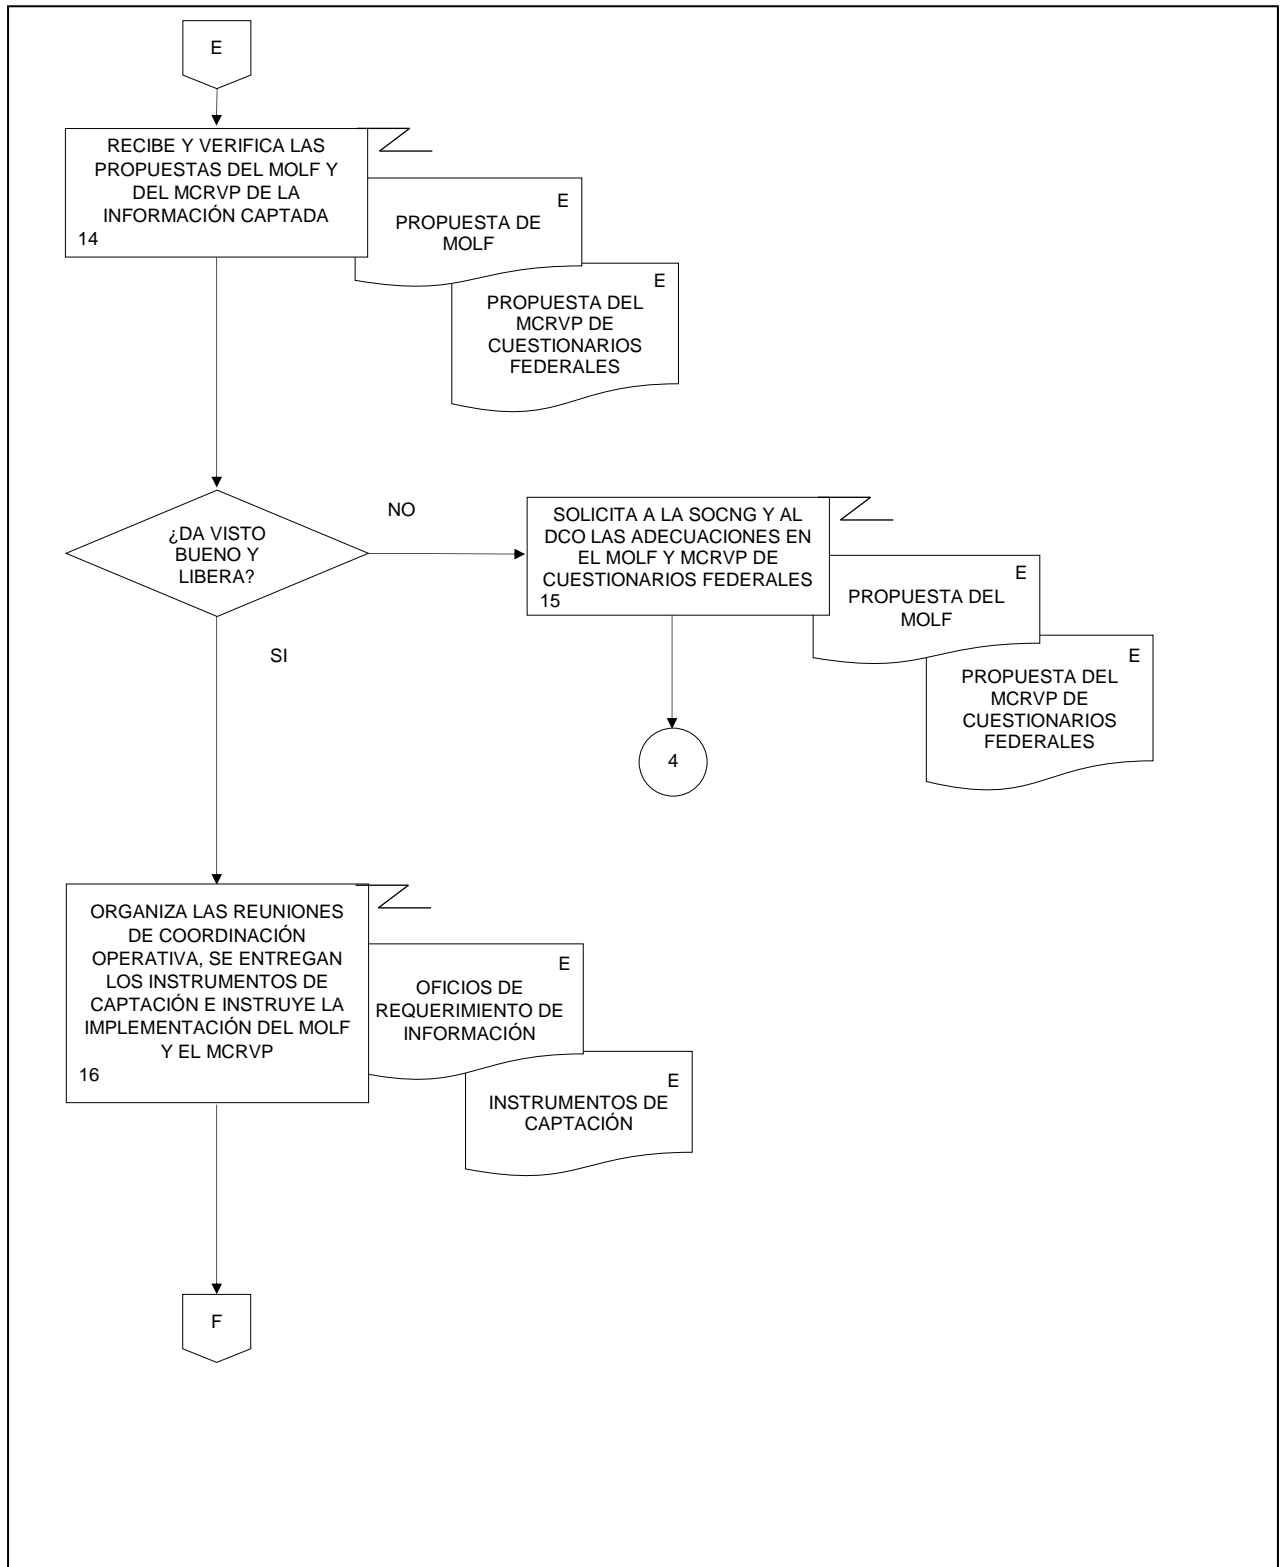 E
RECIBE Y VERIFICA LAS
PROPUESTAS DEL MOLF Y
DEL MCRVP DE LA
INFORMACIÓN CAPTADA
14
E
PROPUESTA DE
MOLF
E
PROPUESTA DEL
MCRVP DE
CUESTIONARIOS
FEDERALES
¿DA VISTO
BUENO Y
LIBERA?
NO
SOLICITA A LA SOCNG Y AL
DCO LAS ADECUACIONES EN
EL MOLF Y MCRVP DE
CUESTIONARIOS FEDERALES
15
E
PROPUESTA DEL
MOLF
E
PROPUESTA DEL
MCRVP DE
CUESTIONARIOS
FEDERALES
4
SI
ORGANIZA LAS REUNIONES
DE COORDINACIÓN
OPERATIVA, SE ENTREGAN
LOS INSTRUMENTOS DE
CAPTACIÓN E INSTRUYE LA
IMPLEMENTACIÓN DEL MOLF
Y EL MCRVP
16
E
OFICIOS DE
REQUERIMIENTO DE
INFORMACIÓN
E
INSTRUMENTOS DE
CAPTACIÓN
F